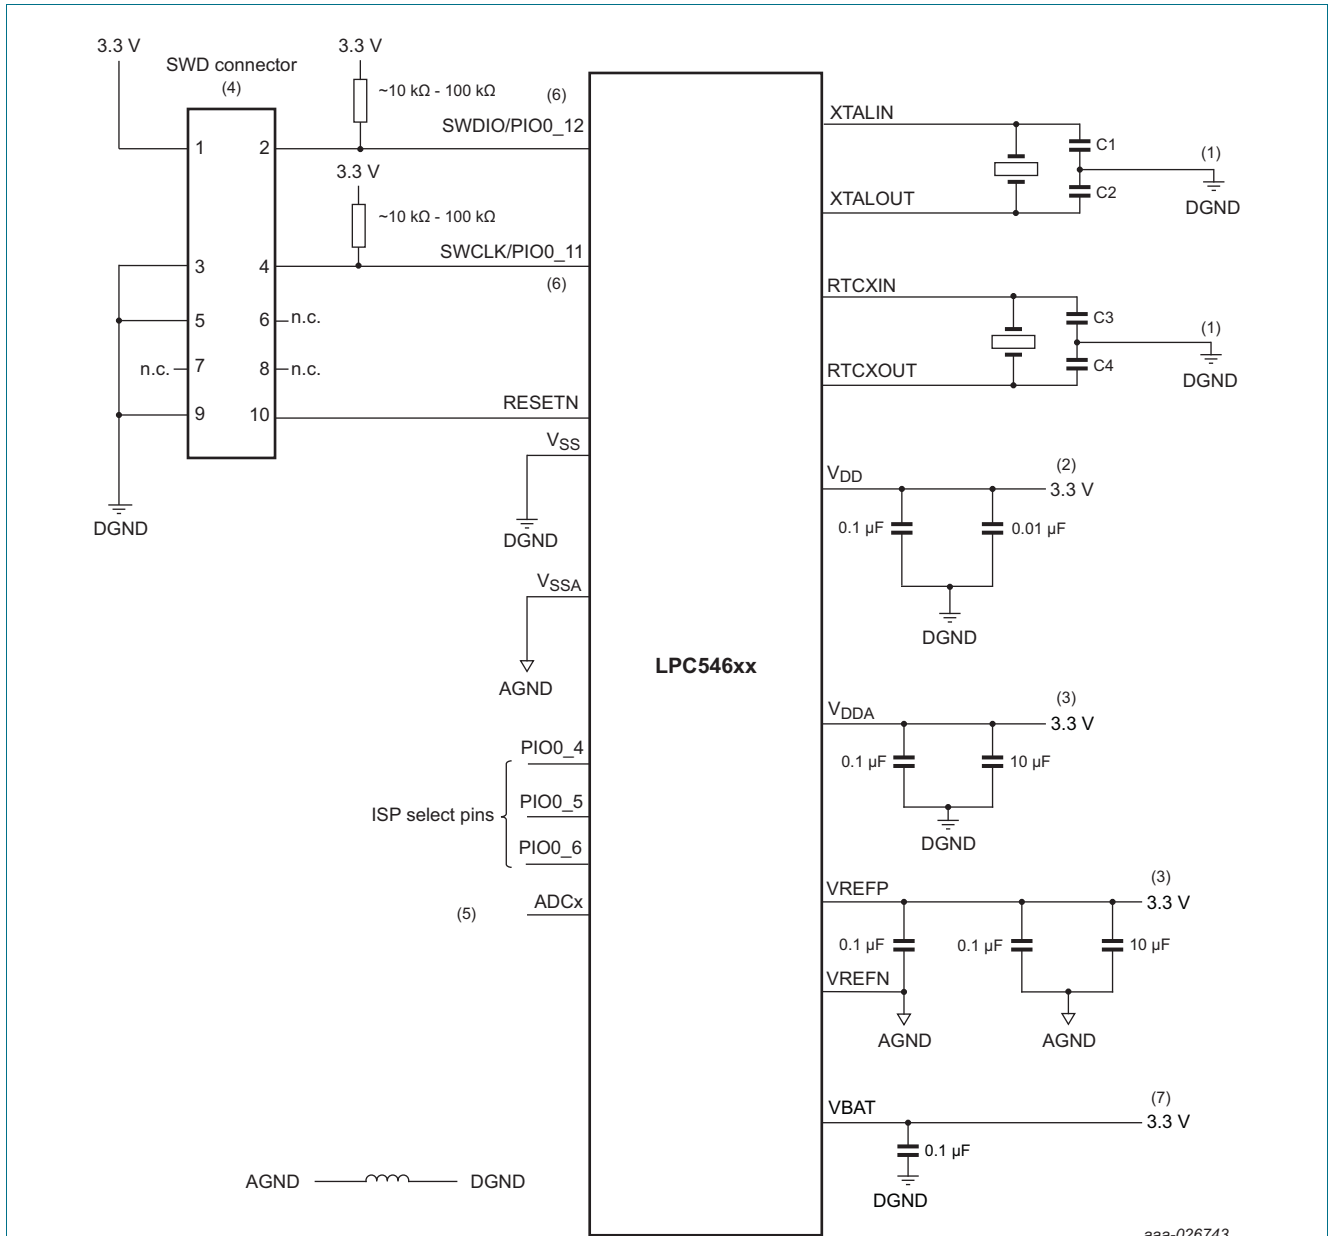 3.3 V
SWD connector
(4)
3.3 V
~10 kΩ - 100 kΩ
(6)
SWDIO/PIO0_12
1
2
3.3 V
~10 kΩ - 100 kΩ
SWCLK/PIO0_11
(6)
3
4
5
6
n.c.
n.c.
7
8
n.c.
9
10
RESETN
DGND
VSS
DGND
VSSA
AGND
PIO0_4
PIO0_5
PIO0_6
ISP select pins
(5)
ADCx
AGND
DGND
LPC546xx
XTALIN
C1
(1)
C2
XTALOUT
DGND
RTCXIN
C3
(1)
C4
RTCXOUT
DGND
VDD
(2)
3.3 V
0.1 µF
0.01 µF
DGND
VDDA
(3)
3.3 V
0.1 µF
10 µF
DGND
VREFP
(3)
3.3 V
0.1 µF
0.1 µF
10 µF
VREFN
AGND
AGND
VBAT
(7)
3.3 V
0.1 µF
DGND
aaa-026743